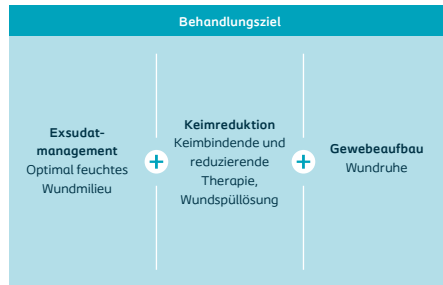 Behandlungsziel
Exsudat-
management
Optimal feuchtes
Wundmilieu
+
Keimreduktion
Keimbindende und
reduzierende
Therapie,
Wundspüllösung
+
Gewebeaufbau
Wundruhe